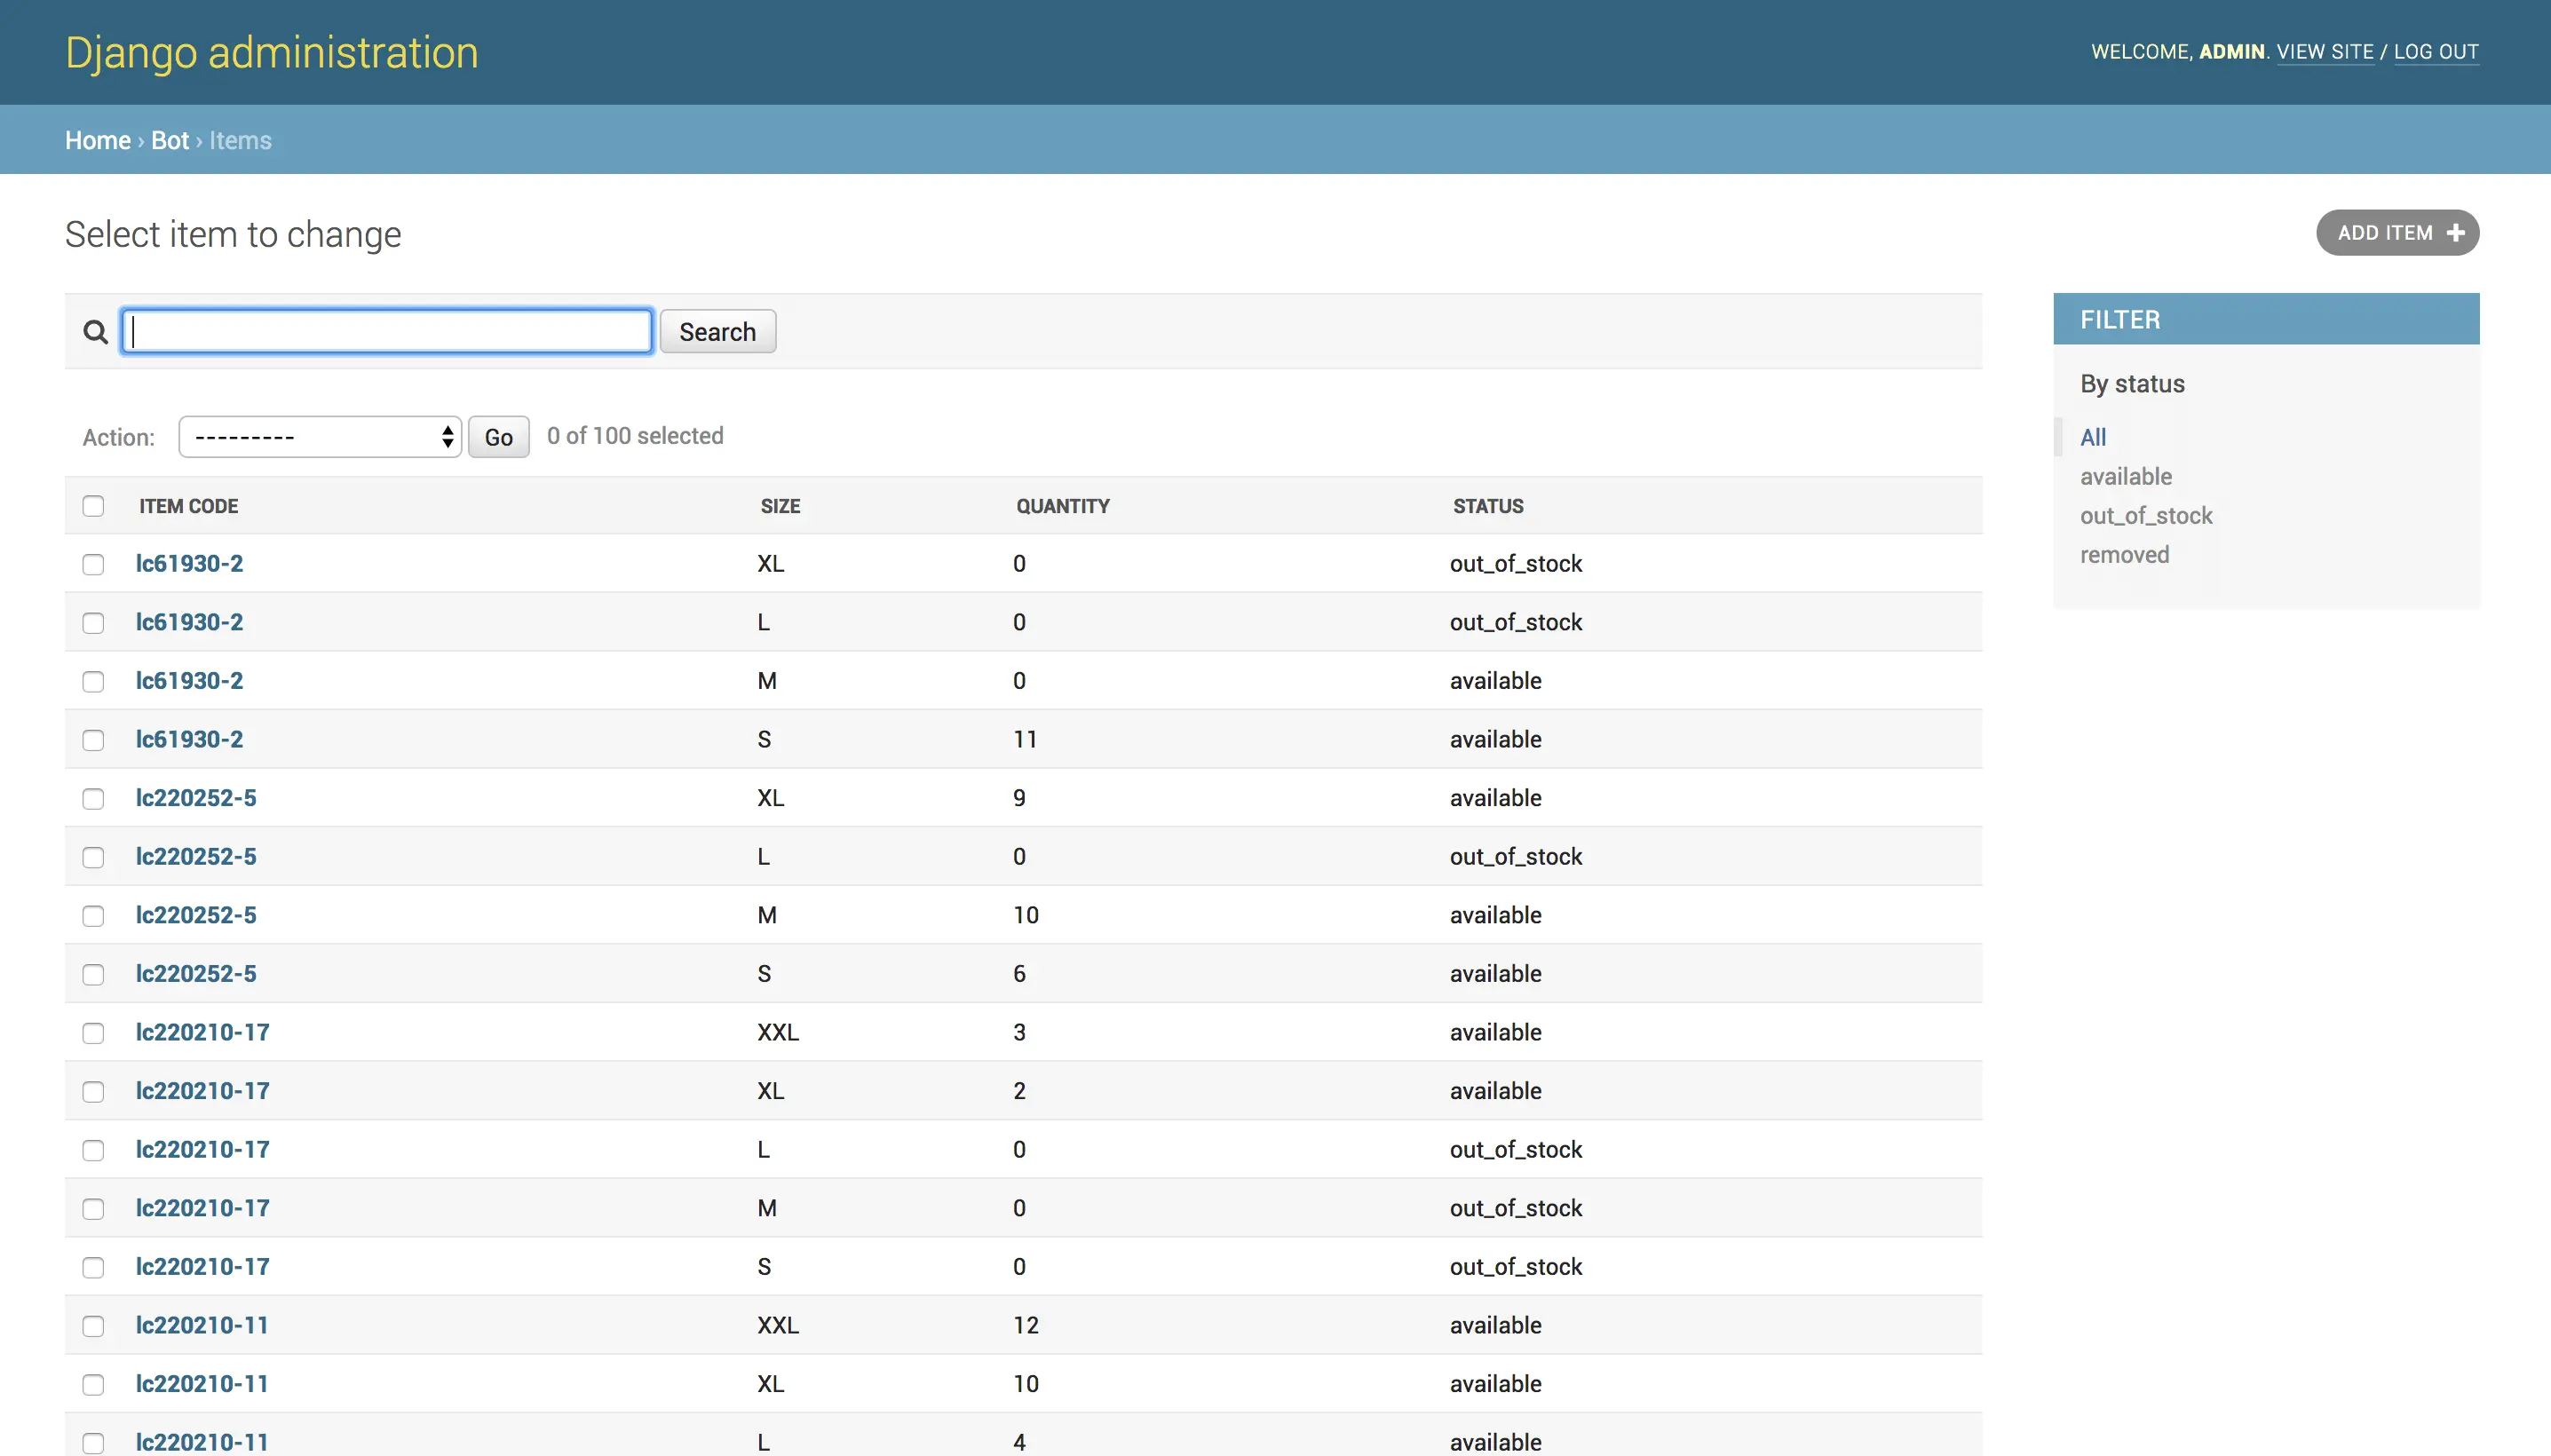 Django administration
WELCOME, ADMIN. VIEW SITE / LOG OUT
Home › Bot › Items
Select item to change
ADD ITEM +
Search
FILTER
By status
All
available
out_of_stock
removed
Action: --------- Go 0 of 100 selected
ITEM CODE SIZE QUANTITY STATUS
lc61930-2 XL 0 out_of_stock
lc61930-2 L 0 out_of_stock
lc61930-2 M 0 available
lc61930-2 S 11 available
lc220252-5 XL 9 available
lc220252-5 L 0 out_of_stock
lc220252-5 M 10 available
lc220252-5 S 6 available
lc220210-17 XXL 3 available
lc220210-17 XL 2 available
lc220210-17 L 0 out_of_stock
lc220210-17 M 0 out_of_stock
lc220210-17 S 0 out_of_stock
lc220210-11 XXL 12 available
lc220210-11 XL 10 available
lc220210-11 L 4 available